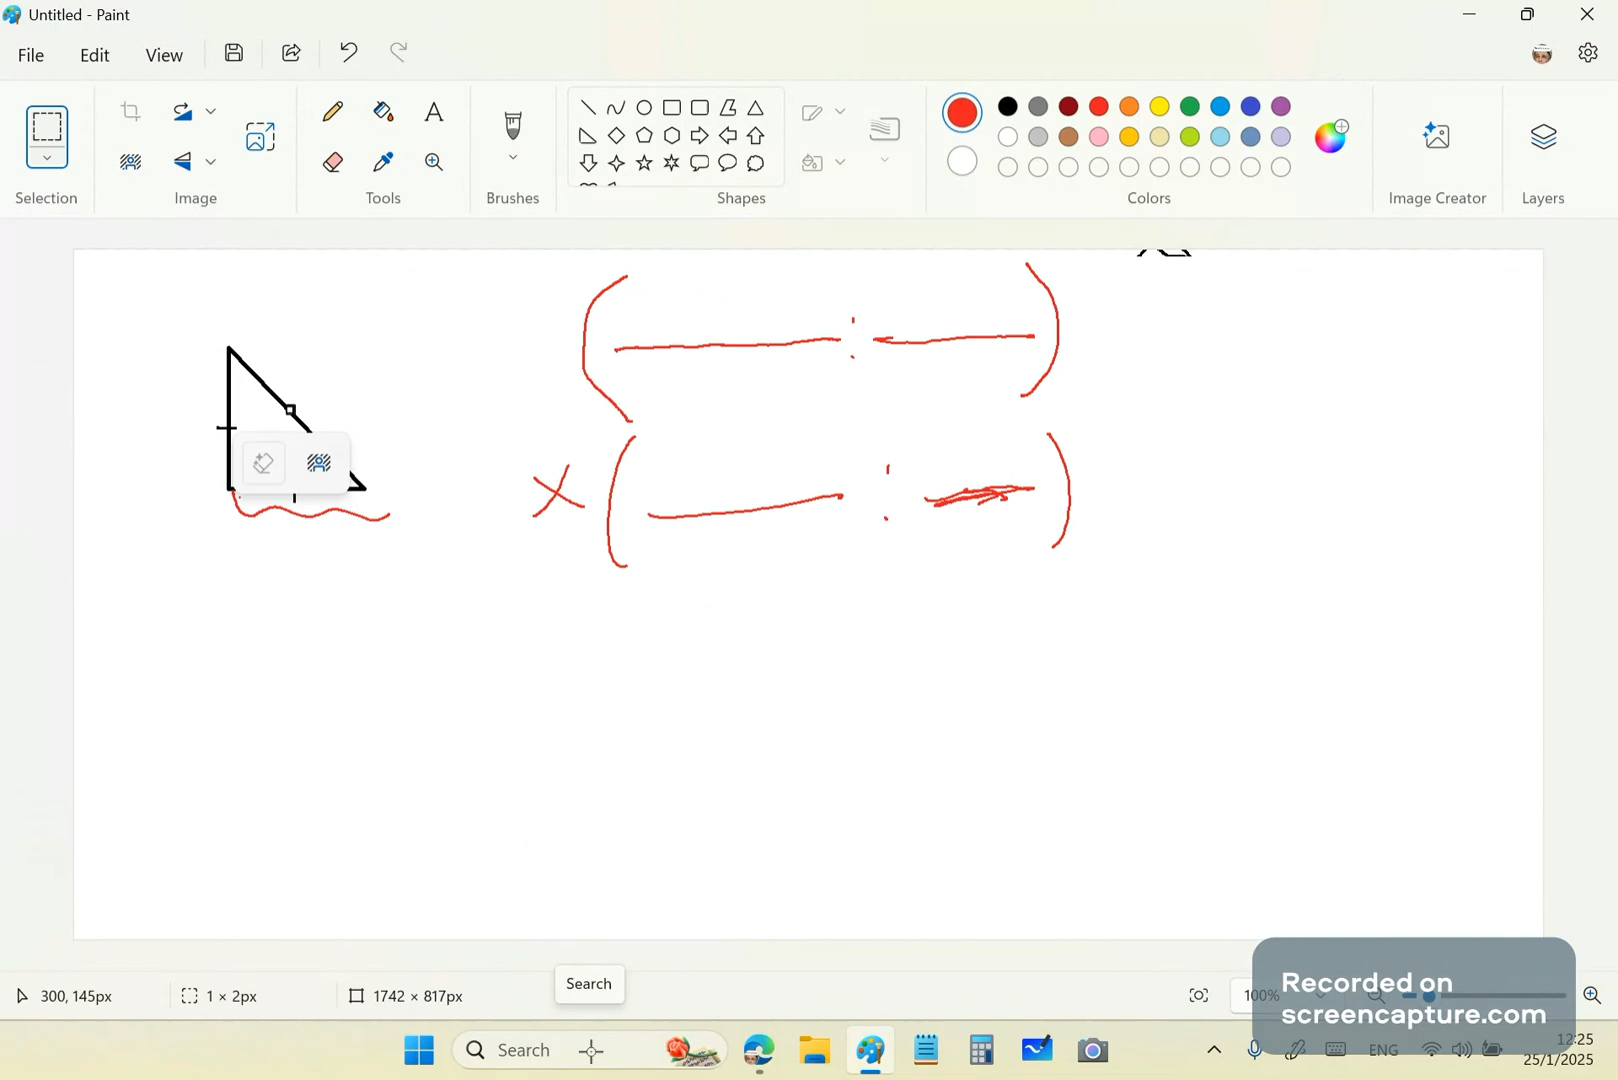 Untitled - Paint
File Edit View
Selection Image Tools Brushes Shapes Colors Image Creator Layers
( : )
× ( : )
Search
300, 145px 1 × 2px 1742 × 817px 100%
Recorded on
screencapture.com
Search ENG 12:25
25/1/2025